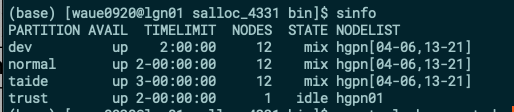 (base) [waue0920@lgn01 salloc_4331 bin]$ sinfo
PARTITION AVAIL  TIMELIMIT  NODES  STATE NODELIST
dev          up    2:00:00     12    mix hgpn[04-06,13-21]
normal       up 2-00:00:00     12    mix hgpn[04-06,13-21]
taide        up 3-00:00:00     12    mix hgpn[04-06,13-21]
trust        up 2-00:00:00      1   idle hgpn01